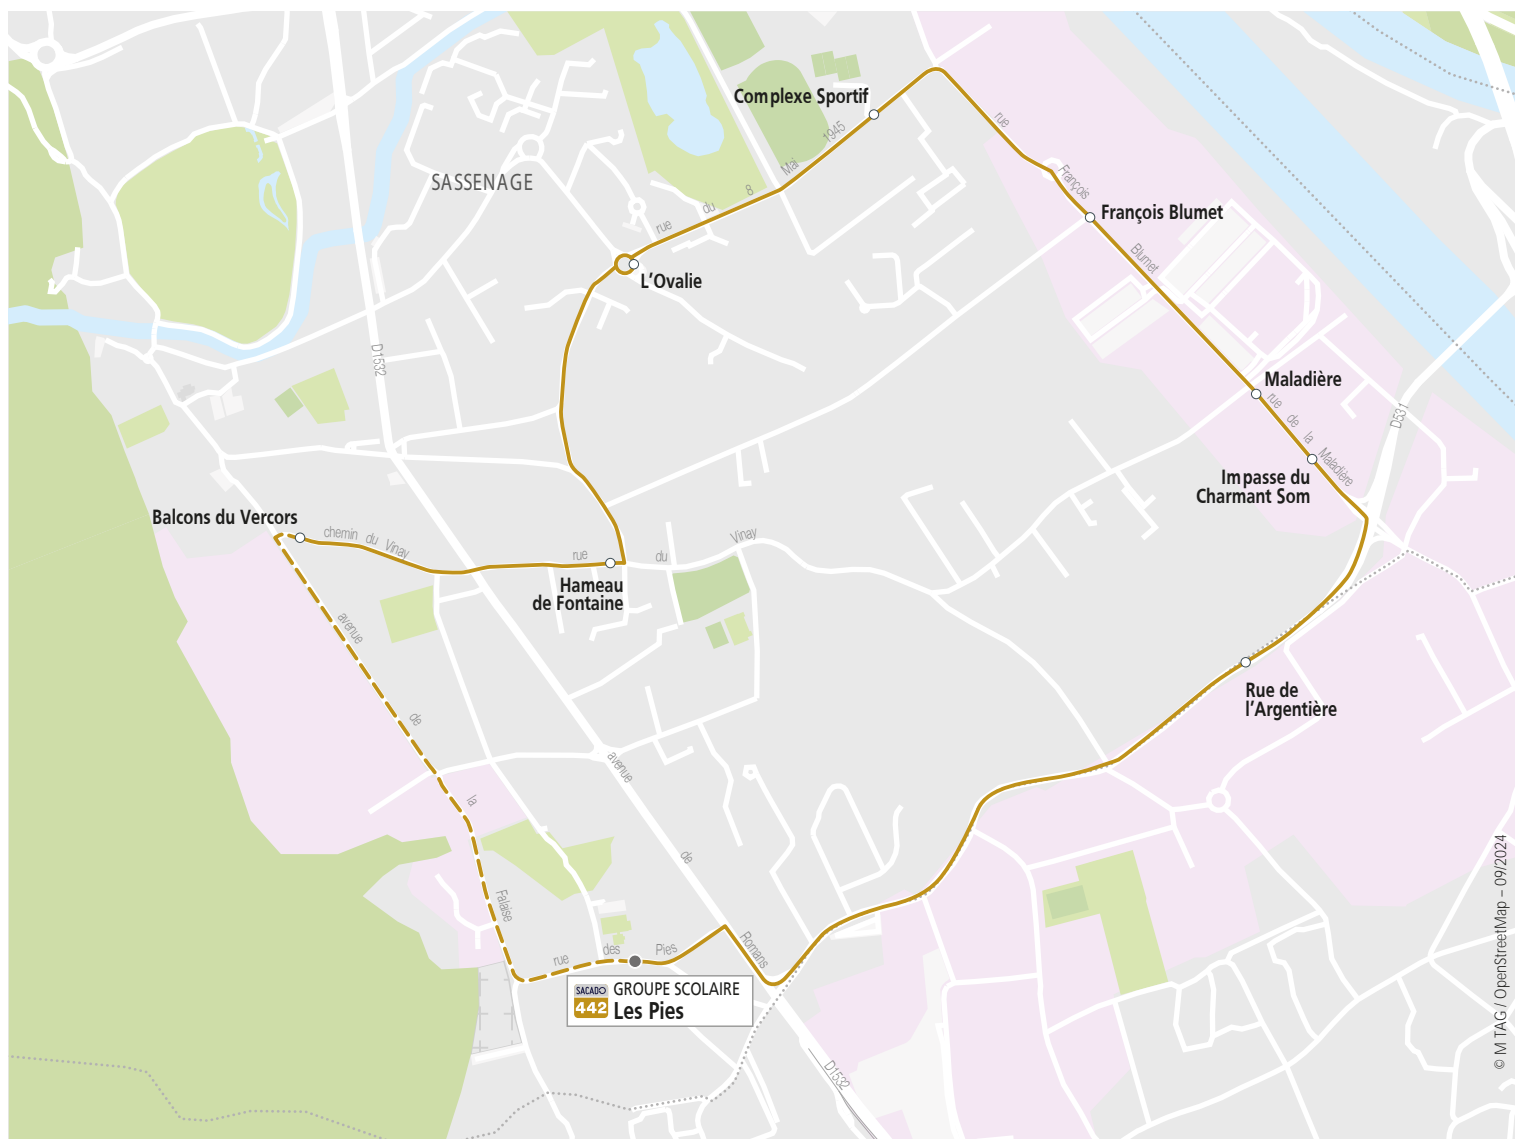 Complexe Sportif
SASSENAGE
rue du 8 Mai 1945
rue François Blumet
François Blumet
L'Ovalie
D1532
Maladière
rue de la Maladière
D531
Impasse du
Charmant Som
Balcons du Vercors
chemin du Vinay
rue du Vinay
Hameau
de Fontaine
avenue de la Falaise
Rue de
l'Argentière
avenue de Romans
rue des Pies
SACADO
442
GROUPE SCOLAIRE
Les Pies
D1532
© M TAG / OpenStreetMap – 09/2024